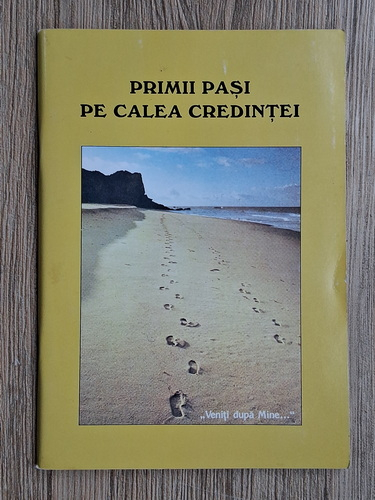 PRIMII PAȘI
PE CALEA CREDINȚEI
„Veniți după Mine..."